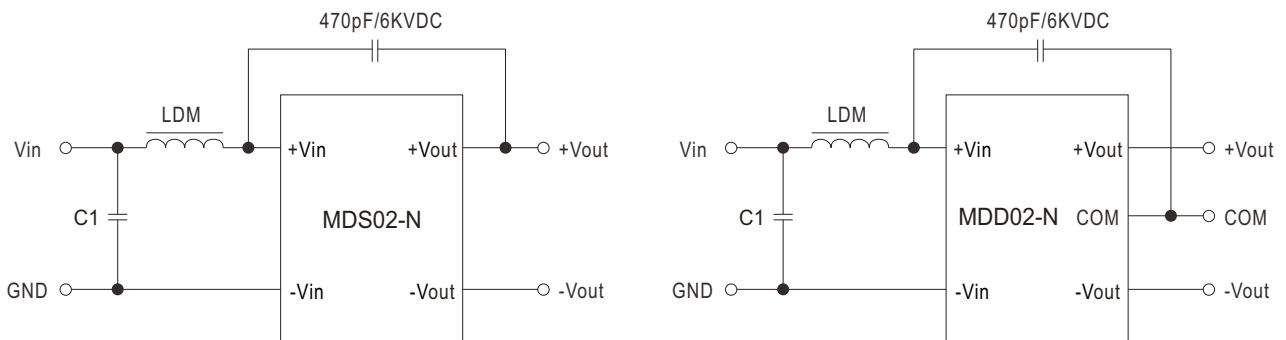 470pF/6KVDC
LDM
Vin
+Vin
+Vout
+Vout
C1
MDS02-N
GND
-Vin
-Vout
-Vout
470pF/6KVDC
LDM
Vin
+Vin
+Vout
+Vout
C1
MDD02-N
COM
COM
GND
-Vin
-Vout
-Vout